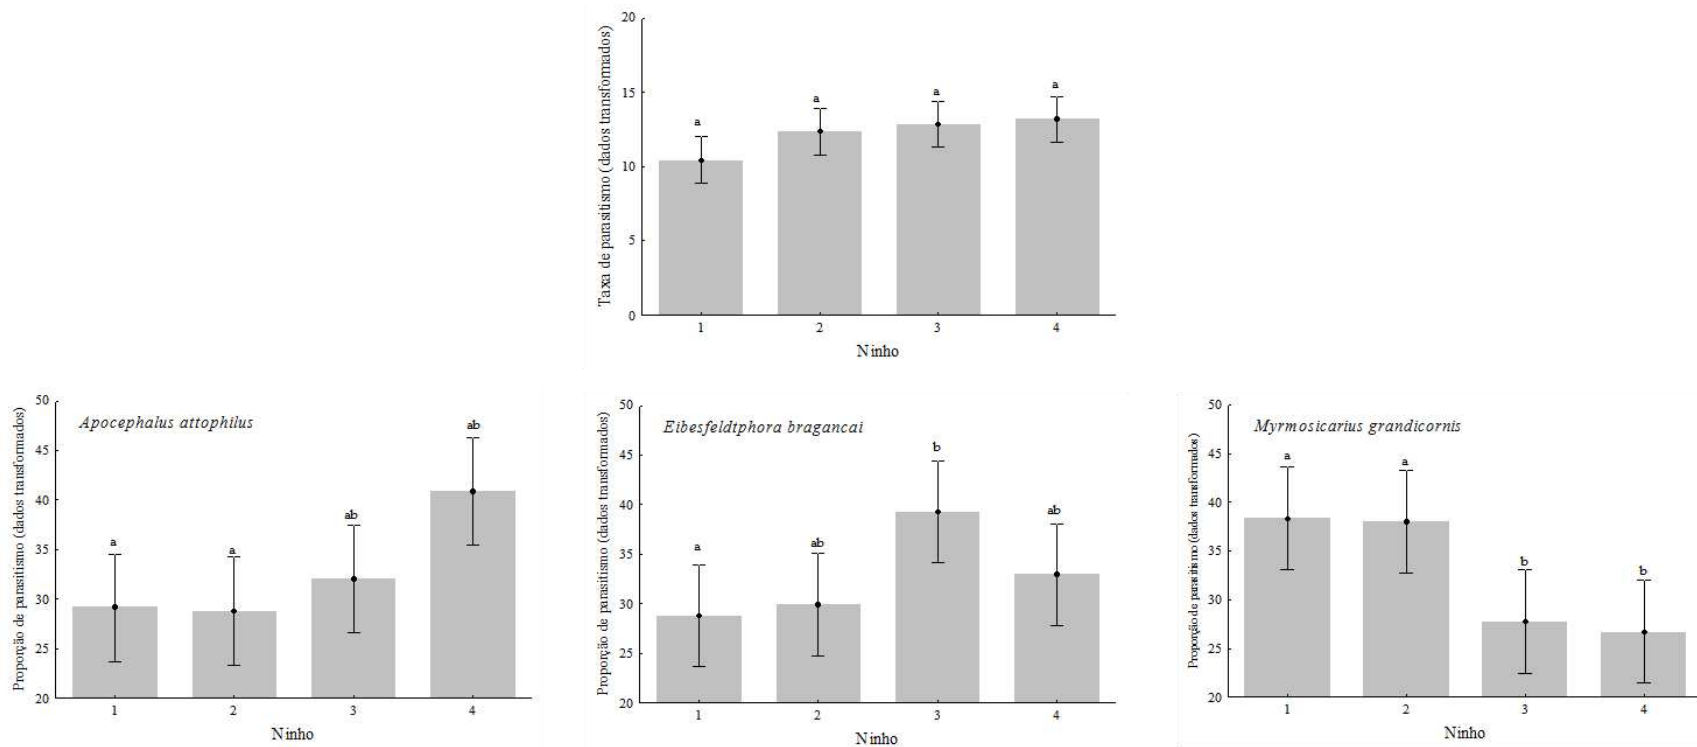 20
15
10
5
0
Taxa de parasitismo (dados transformados)
a
a
a
a
1
2
3
4
Ninho
50
45
40
35
30
25
20
Proporção de parasitismo (dados transformados)
Apocephalus attophilus
a
a
ab
ab
1
2
3
4
Ninho
50
45
40
35
30
25
20
Proporção de parasitismo (dados transformados)
Eibesfeldtphora bragancai
a
ab
b
ab
1
2
3
4
Ninho
50
45
40
35
30
25
20
Proporção de parasitismo (dados transformados)
Myrmosicarius grandicornis
a
a
b
b
1
2
3
4
Ninho